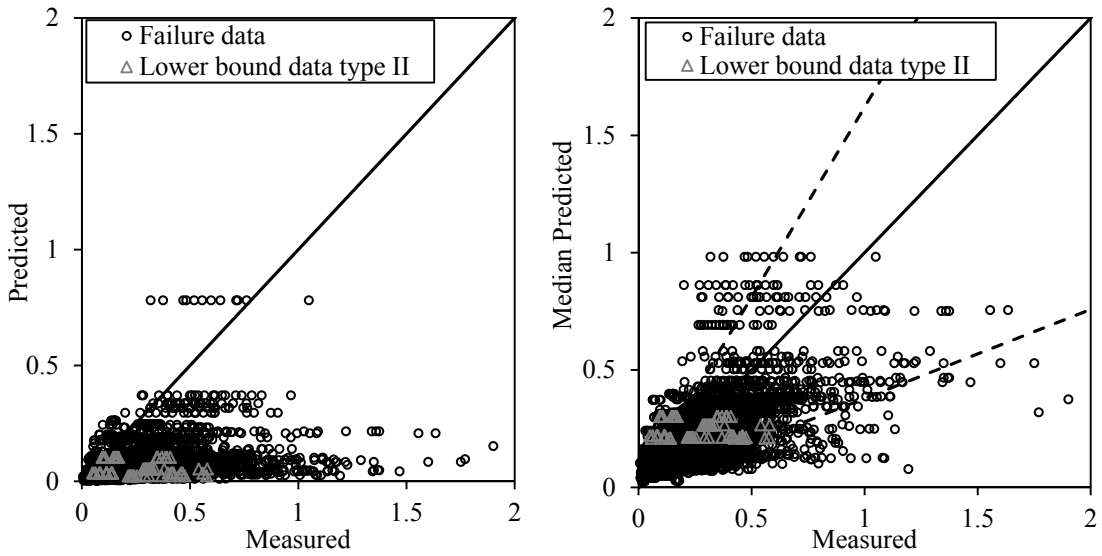 2
Failure data
Lower bound data type II
1.5
1
0.5
0
0 0.5 1 1.5 2
Predicted
Measured
2
Failure data
Lower bound data type II
1.5
1
0.5
0
0 0.5 1 1.5 2
Median Predicted
Measured